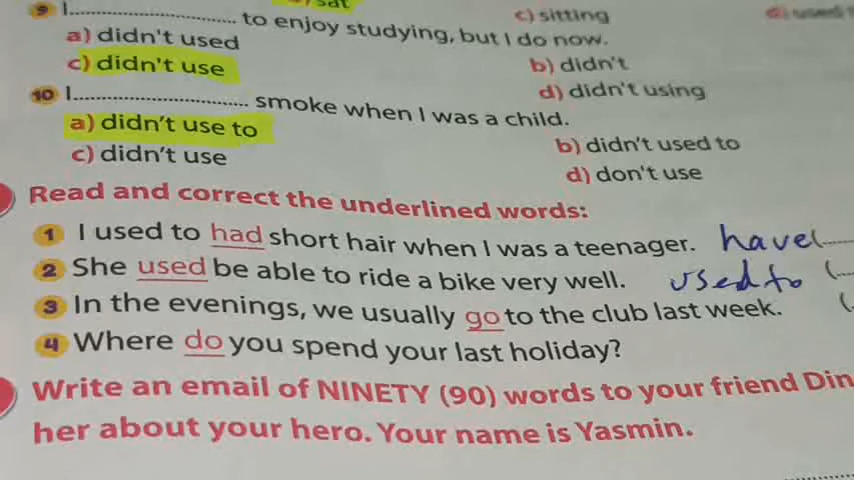 9 I.................... to enjoy studying, but I do now.
a) didn't used
b) didn't
c) didn't use
d) didn't using
c) sitting
10 I.................... smoke when I was a child.
a) didn't use to
b) didn't used to
c) didn't use
d) don't use
Read and correct the underlined words:
1 I used to had short hair when I was a teenager. have (....
2 She used be able to ride a bike very well. used to (...
3 In the evenings, we usually go to the club last week. (.
4 Where do you spend your last holiday?
Write an email of NINETY (90) words to your friend Din
her about your hero. Your name is Yasmin.